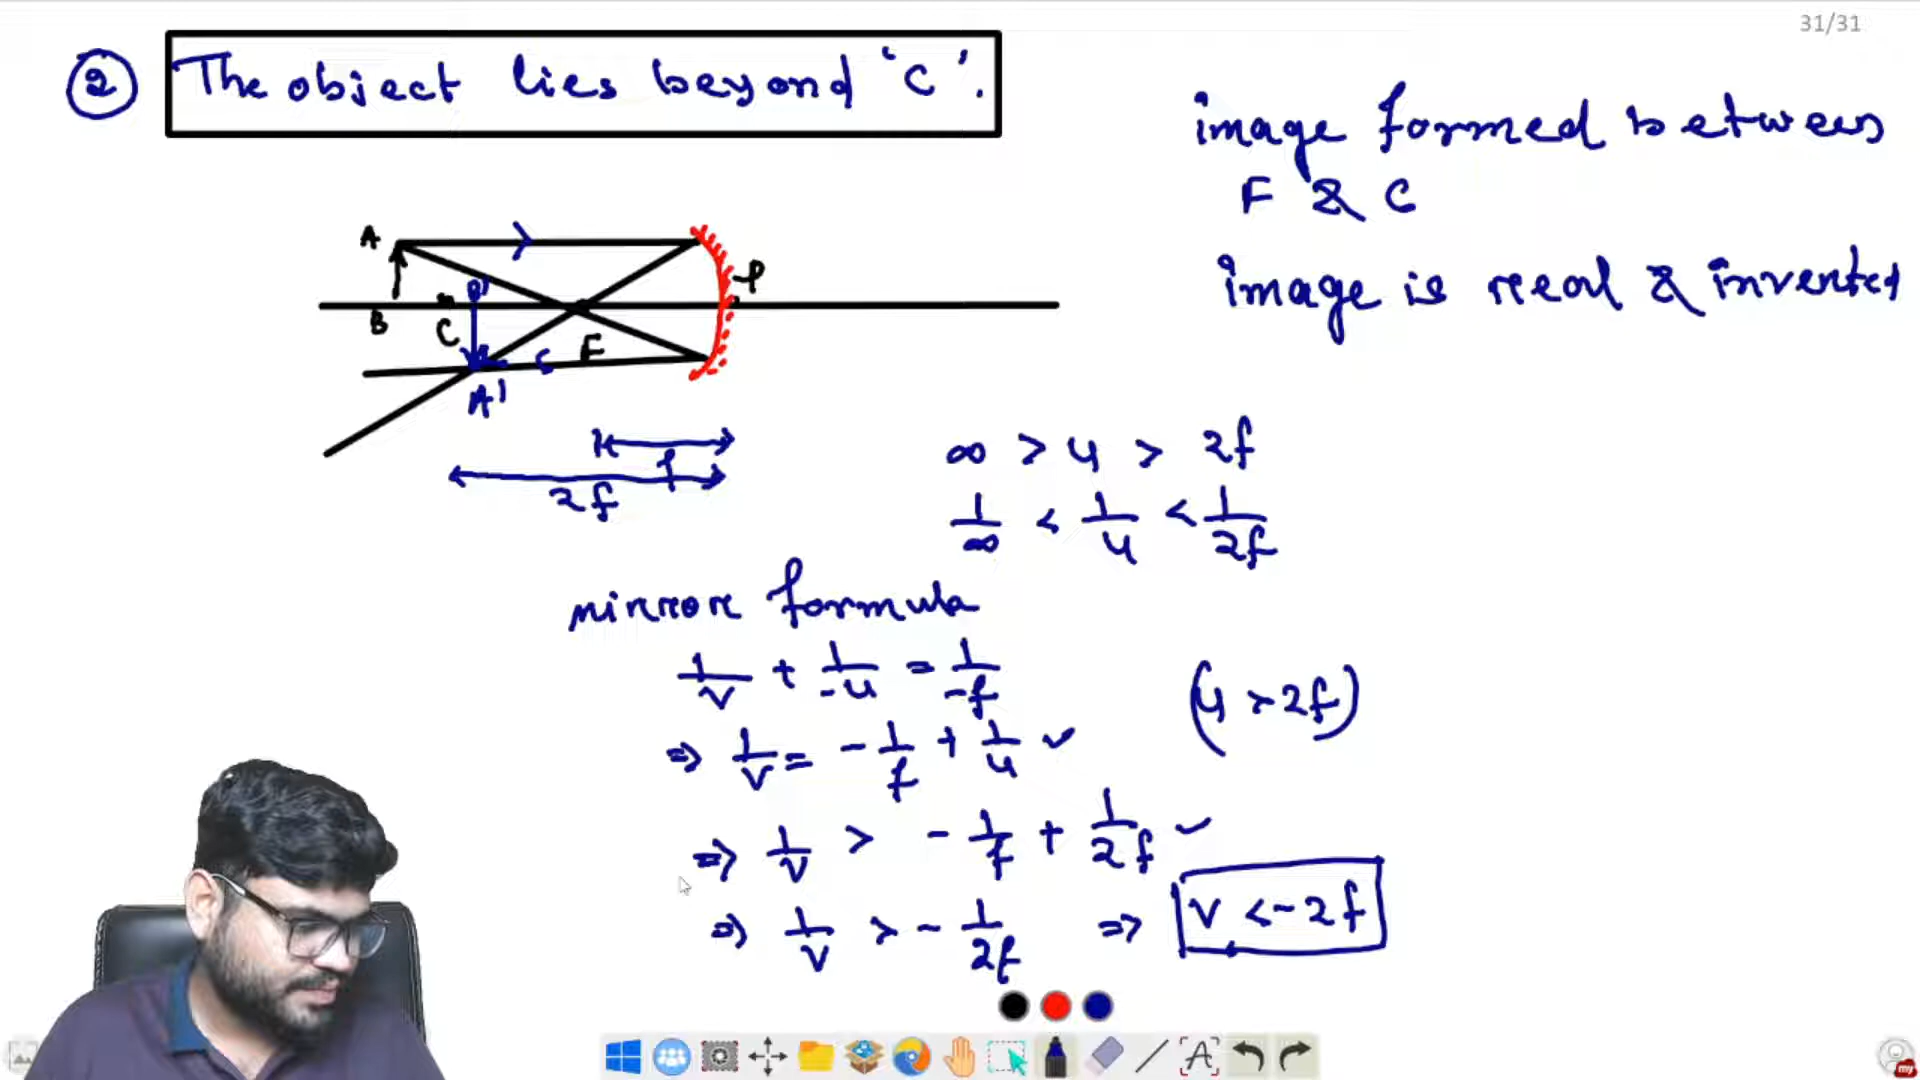 31/31
② The object lies beyond 'C'.
image formed between
F & C
image is real & inverted
A
P
B'
B
C
F
A'
f
2f
∞ > u > 2f
1/∞ < 1/u < 1/2f
mirror formula
1/v + 1/-u = 1/-f
(u > 2f)
⇒ 1/v = - 1/f + 1/u ✓
⇒ 1/v > - 1/f + 1/2f ✓
⇒ 1/v > - 1/2f ⇒ v < -2f
A
my